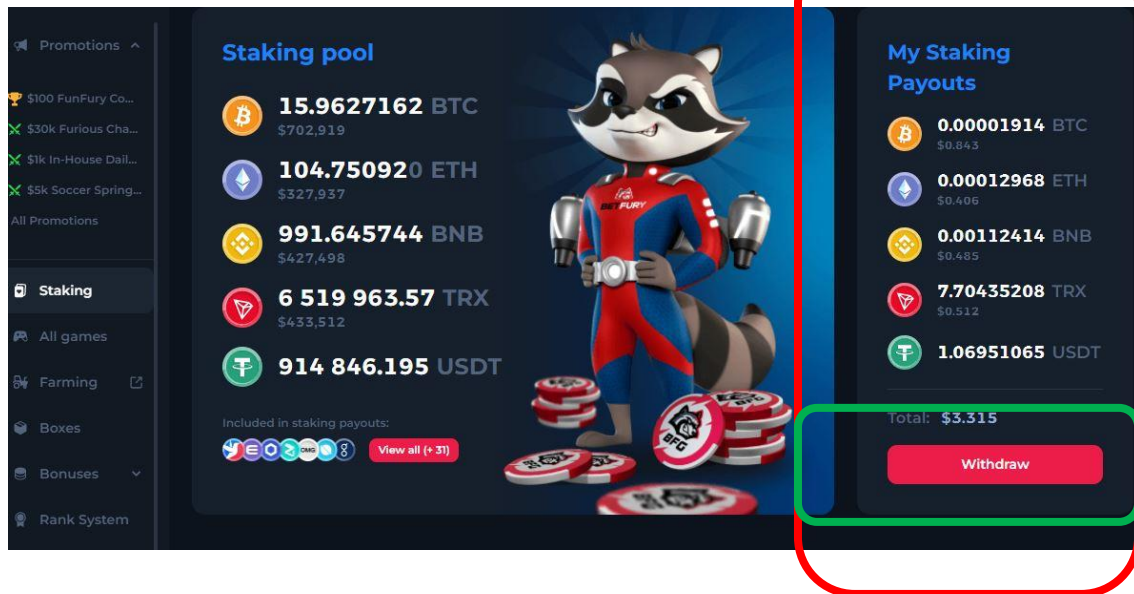 Promotions
$100 FunFury Co...
$30k Furious Cha...
$1k In-House Dail...
$5k Soccer Spring...
All Promotions
Staking
All games
Farming
Boxes
Bonuses
Rank System
Staking pool
15.9627162 BTC
$702,919
104.750920 ETH
$327,937
991.645744 BNB
$427,498
6 519 963.57 TRX
$433,512
914 846.195 USDT
Included in staking payouts:
OMG
View all (+ 31)
BETFURY
BFG
My Staking
Payouts
0.00001914 BTC
$0.843
0.00012968 ETH
$0.406
0.00112414 BNB
$0.485
7.70435208 TRX
$0.512
1.06951065 USDT
Total: $3.315
Withdraw